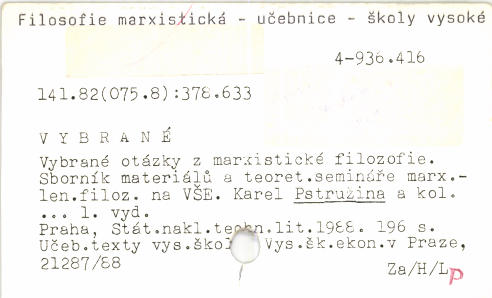 Filosofie marxistická - učebnice - školy vysoké
4-936.416
141.82(075.8):378.633
V Y B R A N É
Vybrané otázky z marxistické filozofie.
Sborník materiálů a teoret.semináře marx.-
len.filoz. na VŠE. Karel Pstružina a kol.
... 1. vyd.
Praha, Stát.nakl.techn.lit.1988. 196 s.
Učeb.texty vys.škol Vys.šk.ekon.v Praze,
21287/88
Za/H/Lp